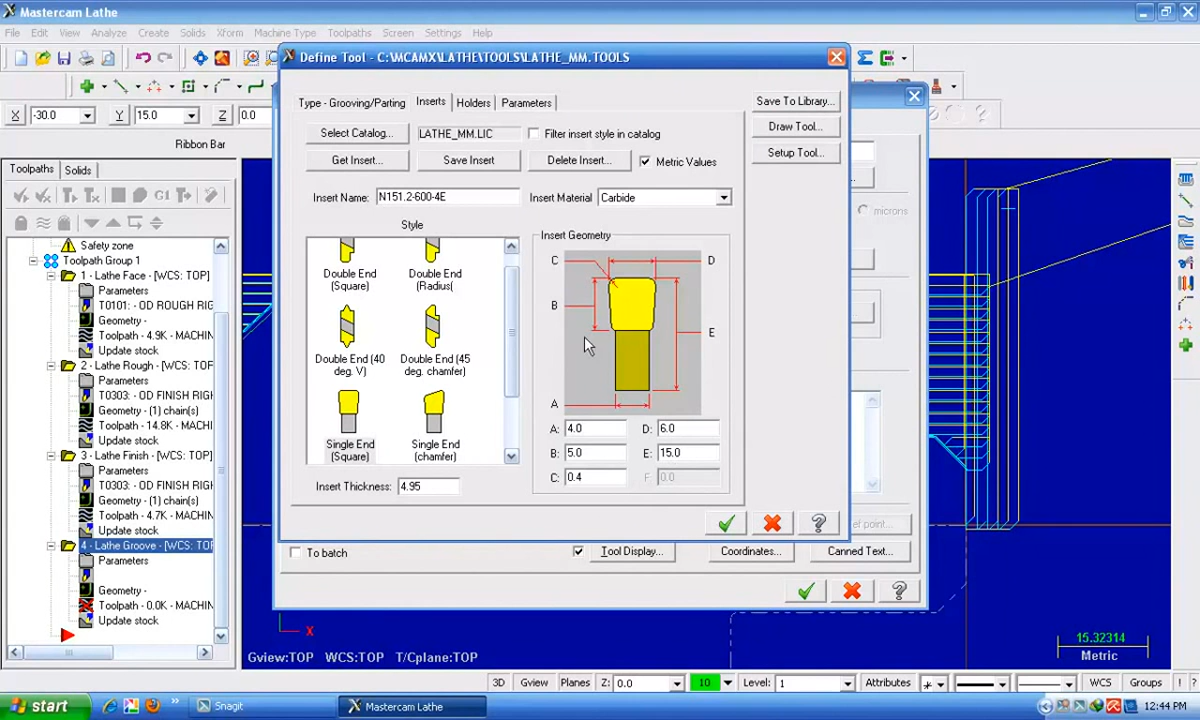 Mastercam Lathe
File Edit View Analyze Create Solids Xform Machine Type Toolpaths Screen Settings Help
X -30.0 Y 15.0 Z 0.0
Ribbon Bar
Toolpaths Solids
G1
Safety zone
Toolpath Group 1
1 - Lathe Face - [WCS: TOP]
Parameters
T0101: - OD ROUGH RIG
Geometry -
Toolpath - 4.9K - MACHIN
Update stock
2 - Lathe Rough - [WCS: TOP
Parameters
T0303: - OD FINISH RIGH
Geometry - (1) chain(s)
Toolpath - 14.8K - MACHI
Update stock
3 - Lathe Finish - [WCS: TOP
Parameters
T0303: - OD FINISH RIGH
Geometry - (1) chain(s)
Toolpath - 4.7K - MACHIN
Update stock
4 - Lathe Groove - [WCS: TOP
Parameters
Geometry -
Toolpath - 0.0K - MACHIN
Update stock
Define Tool - C:\MCAMX\LATHE\TOOLS\LATHE_MM.TOOLS
Type - Grooving/Parting Inserts Holders Parameters
Select Catalog... LATHE_MM.LIC Filter insert style in catalog
Get Insert... Save Insert Delete Insert... Metric Values
Insert Name: N151.2-600-4E Insert Material Carbide
Style
Double End (Square)
Double End (Radius(
Double End (40 deg. V)
Double End (45 deg. chamfer)
Single End (Square)
Single End (chamfer)
Insert Thickness: 4.95
Insert Geometry
C D
B
E
A
A: 4.0 D: 6.0
B: 5.0 E: 15.0
C: 0.4 F 0.0
Save To Library...
Draw Tool...
Setup Tool...
microns
ef point...
To batch Tool Display... Coordinates... Canned Text...
X
15.32314
Metric
Gview:TOP WCS:TOP T/Cplane:TOP
3D Gview Planes Z: 0.0 10 Level: 1 Attributes WCS Groups ! ?
start Snagit Mastercam Lathe 12:44 PM